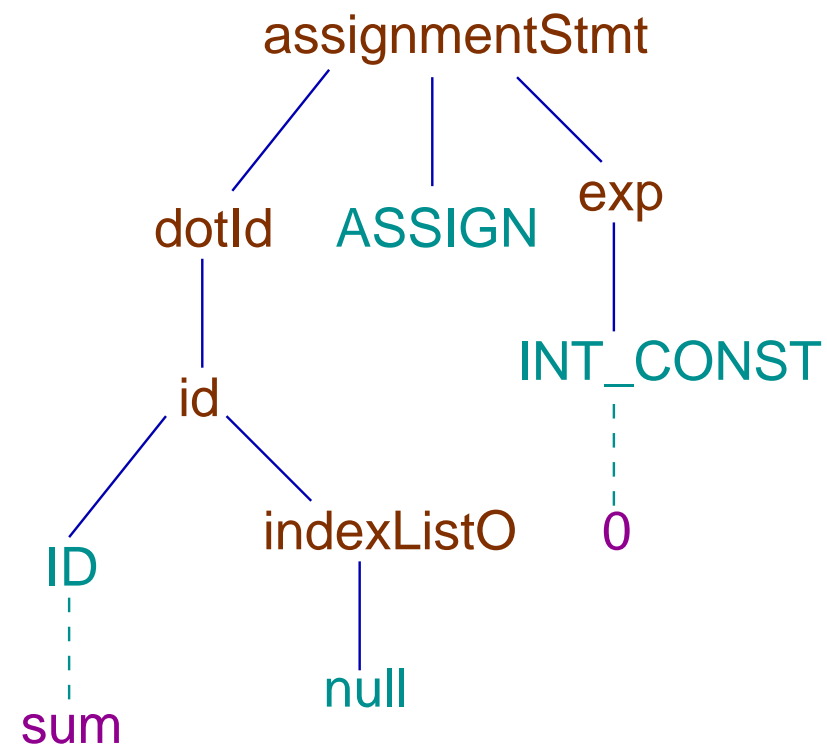 assignmentStmt
dotId ASSIGN exp
id INT_CONST
ID indexListO 0
sum null